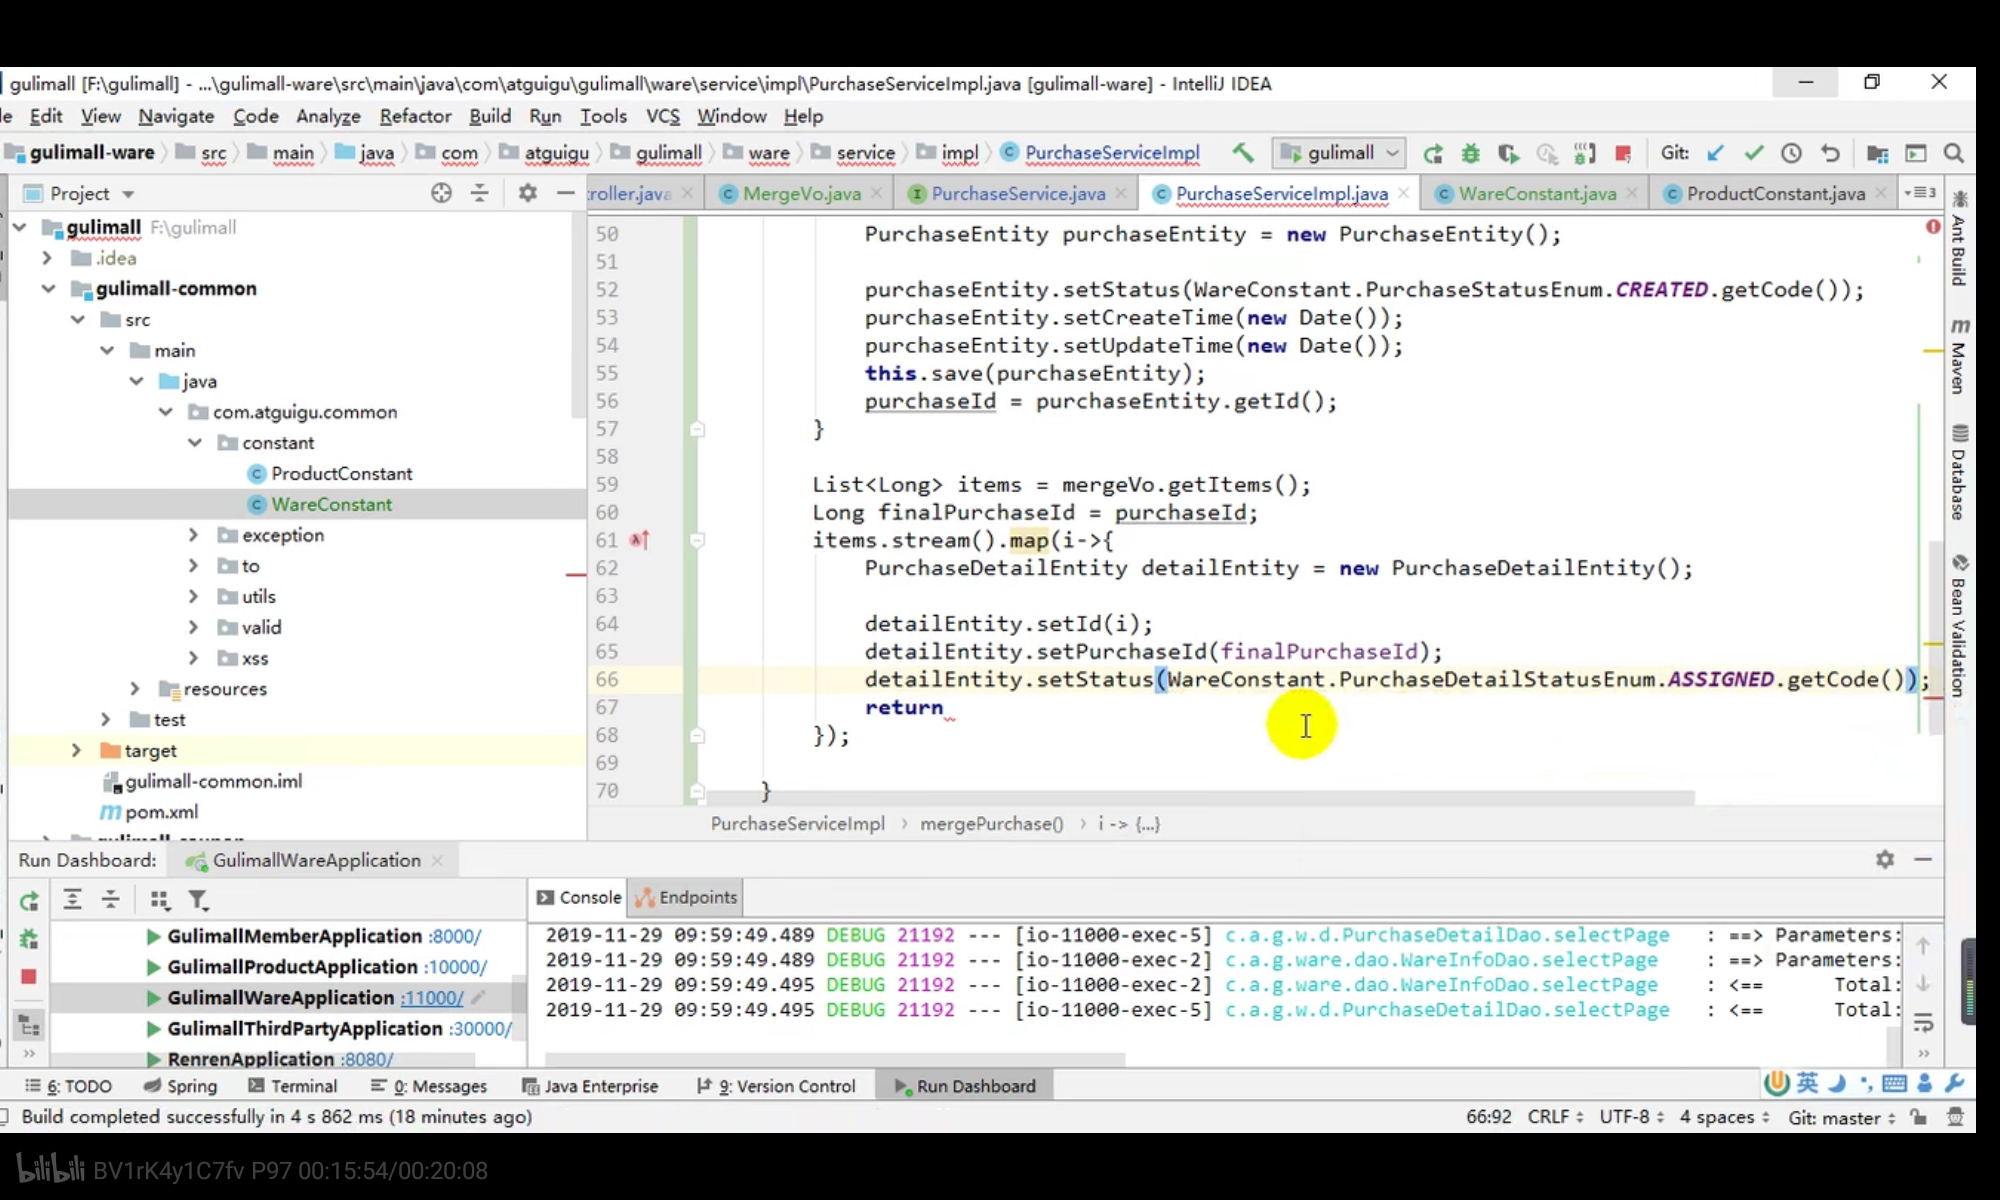 gulimall [F:\gulimall] - ...\gulimall-ware\src\main\java\com\atguigu\gulimall\ware\service\impl\PurchaseServiceImpl.java [gulimall-ware] - IntelliJ IDEA
Edit View Navigate Code Analyze Refactor Build Run Tools VCS Window Help
gulimall-ware src main java com atguigu gulimall ware service impl PurchaseServiceImpl gulimall Git:
Project
troller.java MergeVo.java PurchaseService.java PurchaseServiceImpl.java WareConstant.java ProductConstant.java 3
gulimall F:\gulimall
.idea
gulimall-common
src
main
java
com.atguigu.common
constant
ProductConstant
WareConstant
exception
to
utils
valid
xss
resources
test
target
gulimall-common.iml
pom.xml
50 PurchaseEntity purchaseEntity = new PurchaseEntity();
51
52 purchaseEntity.setStatus(WareConstant.PurchaseStatusEnum.CREATED.getCode());
53 purchaseEntity.setCreateTime(new Date());
54 purchaseEntity.setUpdateTime(new Date());
55 this.save(purchaseEntity);
56 purchaseId = purchaseEntity.getId();
57 }
58
59 List<Long> items = mergeVo.getItems();
60 Long finalPurchaseId = purchaseId;
61 items.stream().map(i->{
62 PurchaseDetailEntity detailEntity = new PurchaseDetailEntity();
63
64 detailEntity.setId(i);
65 detailEntity.setPurchaseId(finalPurchaseId);
66 detailEntity.setStatus(WareConstant.PurchaseDetailStatusEnum.ASSIGNED.getCode());
67 return
68 });
69
70 }
PurchaseServiceImpl › mergePurchase() › i -> {...}
Ant Build
Maven
Database
Bean Validation
Run Dashboard: GulimallWareApplication
Console Endpoints
GulimallMemberApplication :8000/
GulimallProductApplication :10000/
GulimallWareApplication :11000/
GulimallThirdPartyApplication :30000/
RenrenApplication :8080/
2019-11-29 09:59:49.489 DEBUG 21192 --- [io-11000-exec-5] c.a.g.w.d.PurchaseDetailDao.selectPage : ==> Parameters:
2019-11-29 09:59:49.489 DEBUG 21192 --- [io-11000-exec-2] c.a.g.ware.dao.WareInfoDao.selectPage : ==> Parameters:
2019-11-29 09:59:49.495 DEBUG 21192 --- [io-11000-exec-2] c.a.g.ware.dao.WareInfoDao.selectPage : <== Total:
2019-11-29 09:59:49.495 DEBUG 21192 --- [io-11000-exec-5] c.a.g.w.d.PurchaseDetailDao.selectPage : <== Total:
6: TODO Spring Terminal 0: Messages Java Enterprise 9: Version Control Run Dashboard 英
Build completed successfully in 4 s 862 ms (18 minutes ago) 66:92 CRLF UTF-8 4 spaces Git: master
bilibili BV1rK4y1C7fv P97 00:15:54/00:20:08